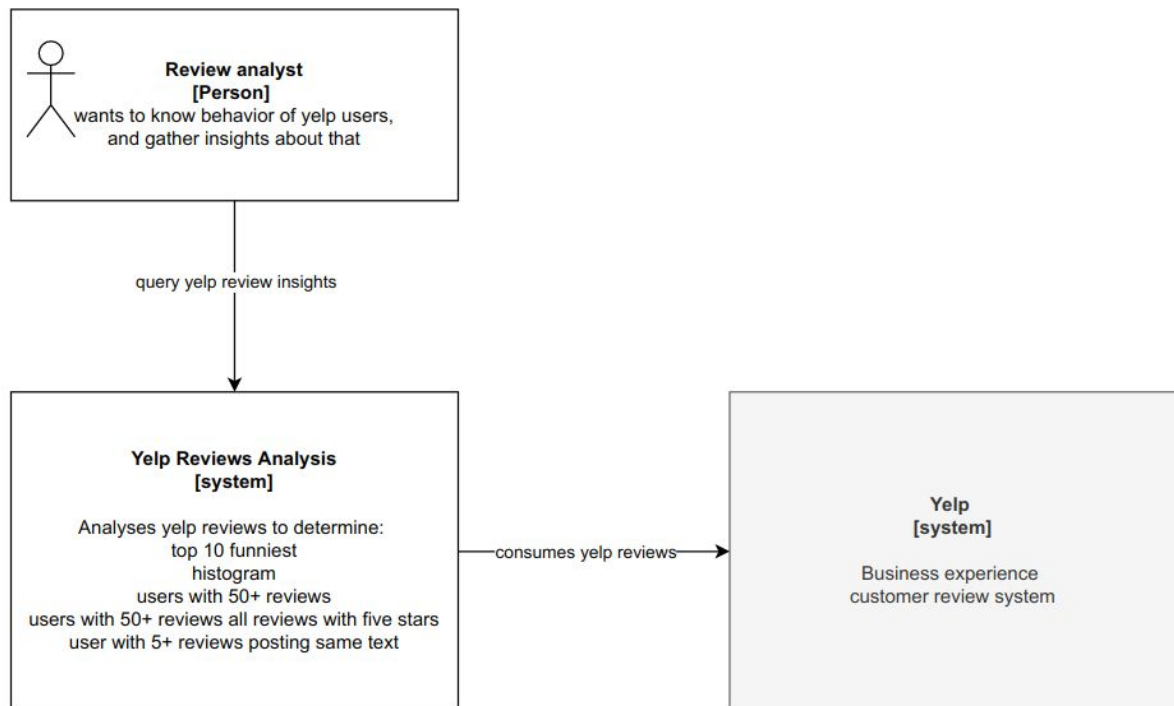 Review analyst
[Person]
wants to know behavior of yelp users,
and gather insights about that
query yelp review insights
Yelp Reviews Analysis
[system]
Analyses yelp reviews to determine:
top 10 funniest
histogram
users with 50+ reviews
users with 50+ reviews all reviews with five stars
user with 5+ reviews posting same text
consumes yelp reviews
Yelp
[system]
Business experience
customer review system